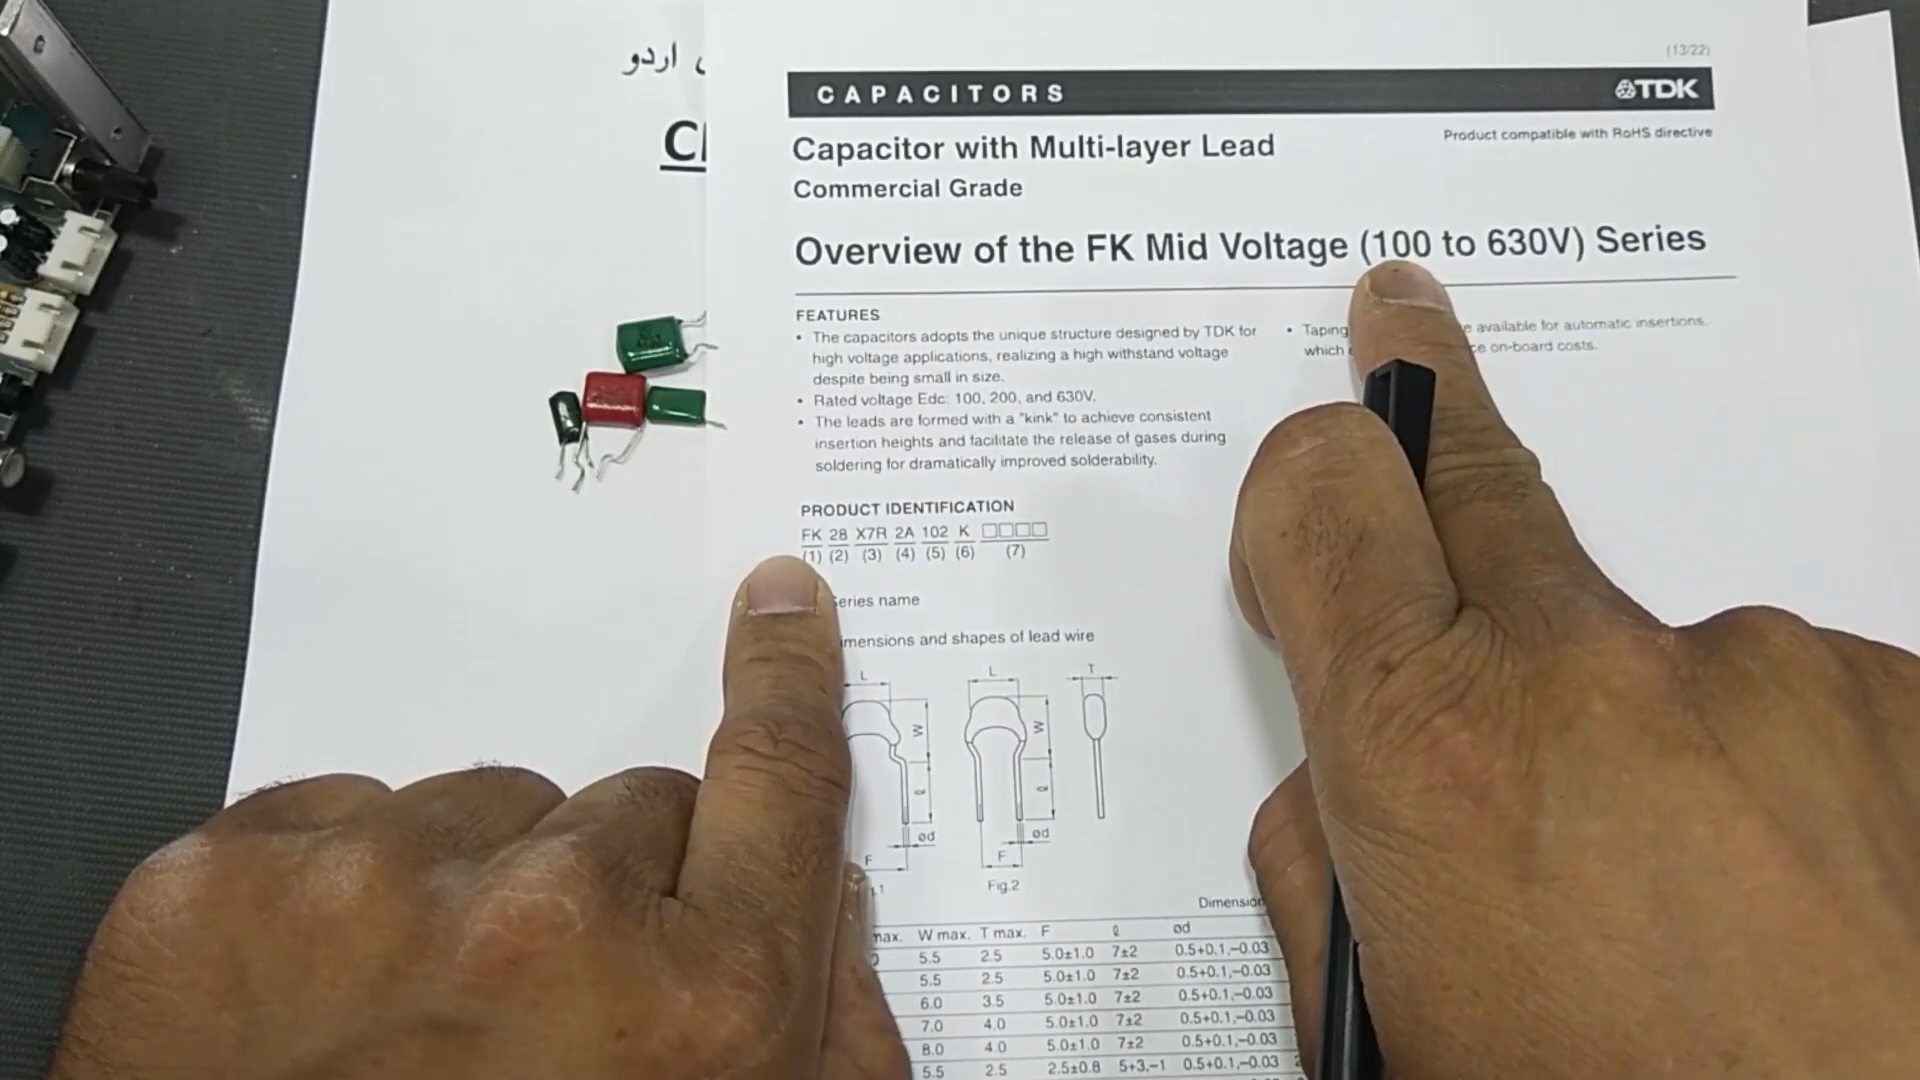 اردو
(13/22)
CAPACITORS
TDK
Capacitor with Multi-layer Lead
Product compatible with RoHS directive
Commercial Grade
Overview of the FK Mid Voltage (100 to 630V) Series
FEATURES
• The capacitors adopts the unique structure designed by TDK for
high voltage applications, realizing a high withstand voltage
despite being small in size.
• Rated voltage Edc: 100, 200, and 630V.
• The leads are formed with a "kink" to achieve consistent
insertion heights and facilitate the release of gases during
soldering for dramatically improved solderability.
• Taping available for automatic insertions,
which on-board costs.
PRODUCT IDENTIFICATION
FK 28 X7R 2A 102 K □□□□
(1) (2) (3) (4) (5) (6) (7)
Series name
imensions and shapes of lead wire
L L T
W W
ℓ ℓ
ød ød
F F
.1 Fig.2
Dimension
max. W max. T max. F ℓ ød
5.5 2.5 5.0±1.0 7±2 0.5+0.1,–0.03
5.5 2.5 5.0±1.0 7±2 0.5+0.1,–0.03
6.0 3.5 5.0±1.0 7±2 0.5+0.1,–0.03
7.0 4.0 5.0±1.0 7±2 0.5+0.1,–0.03
8.0 4.0 5.0±1.0 7±2 0.5+0.1,–0.03
5.5 2.5 2.5±0.8 5+3,–1 0.5+0.1,–0.03